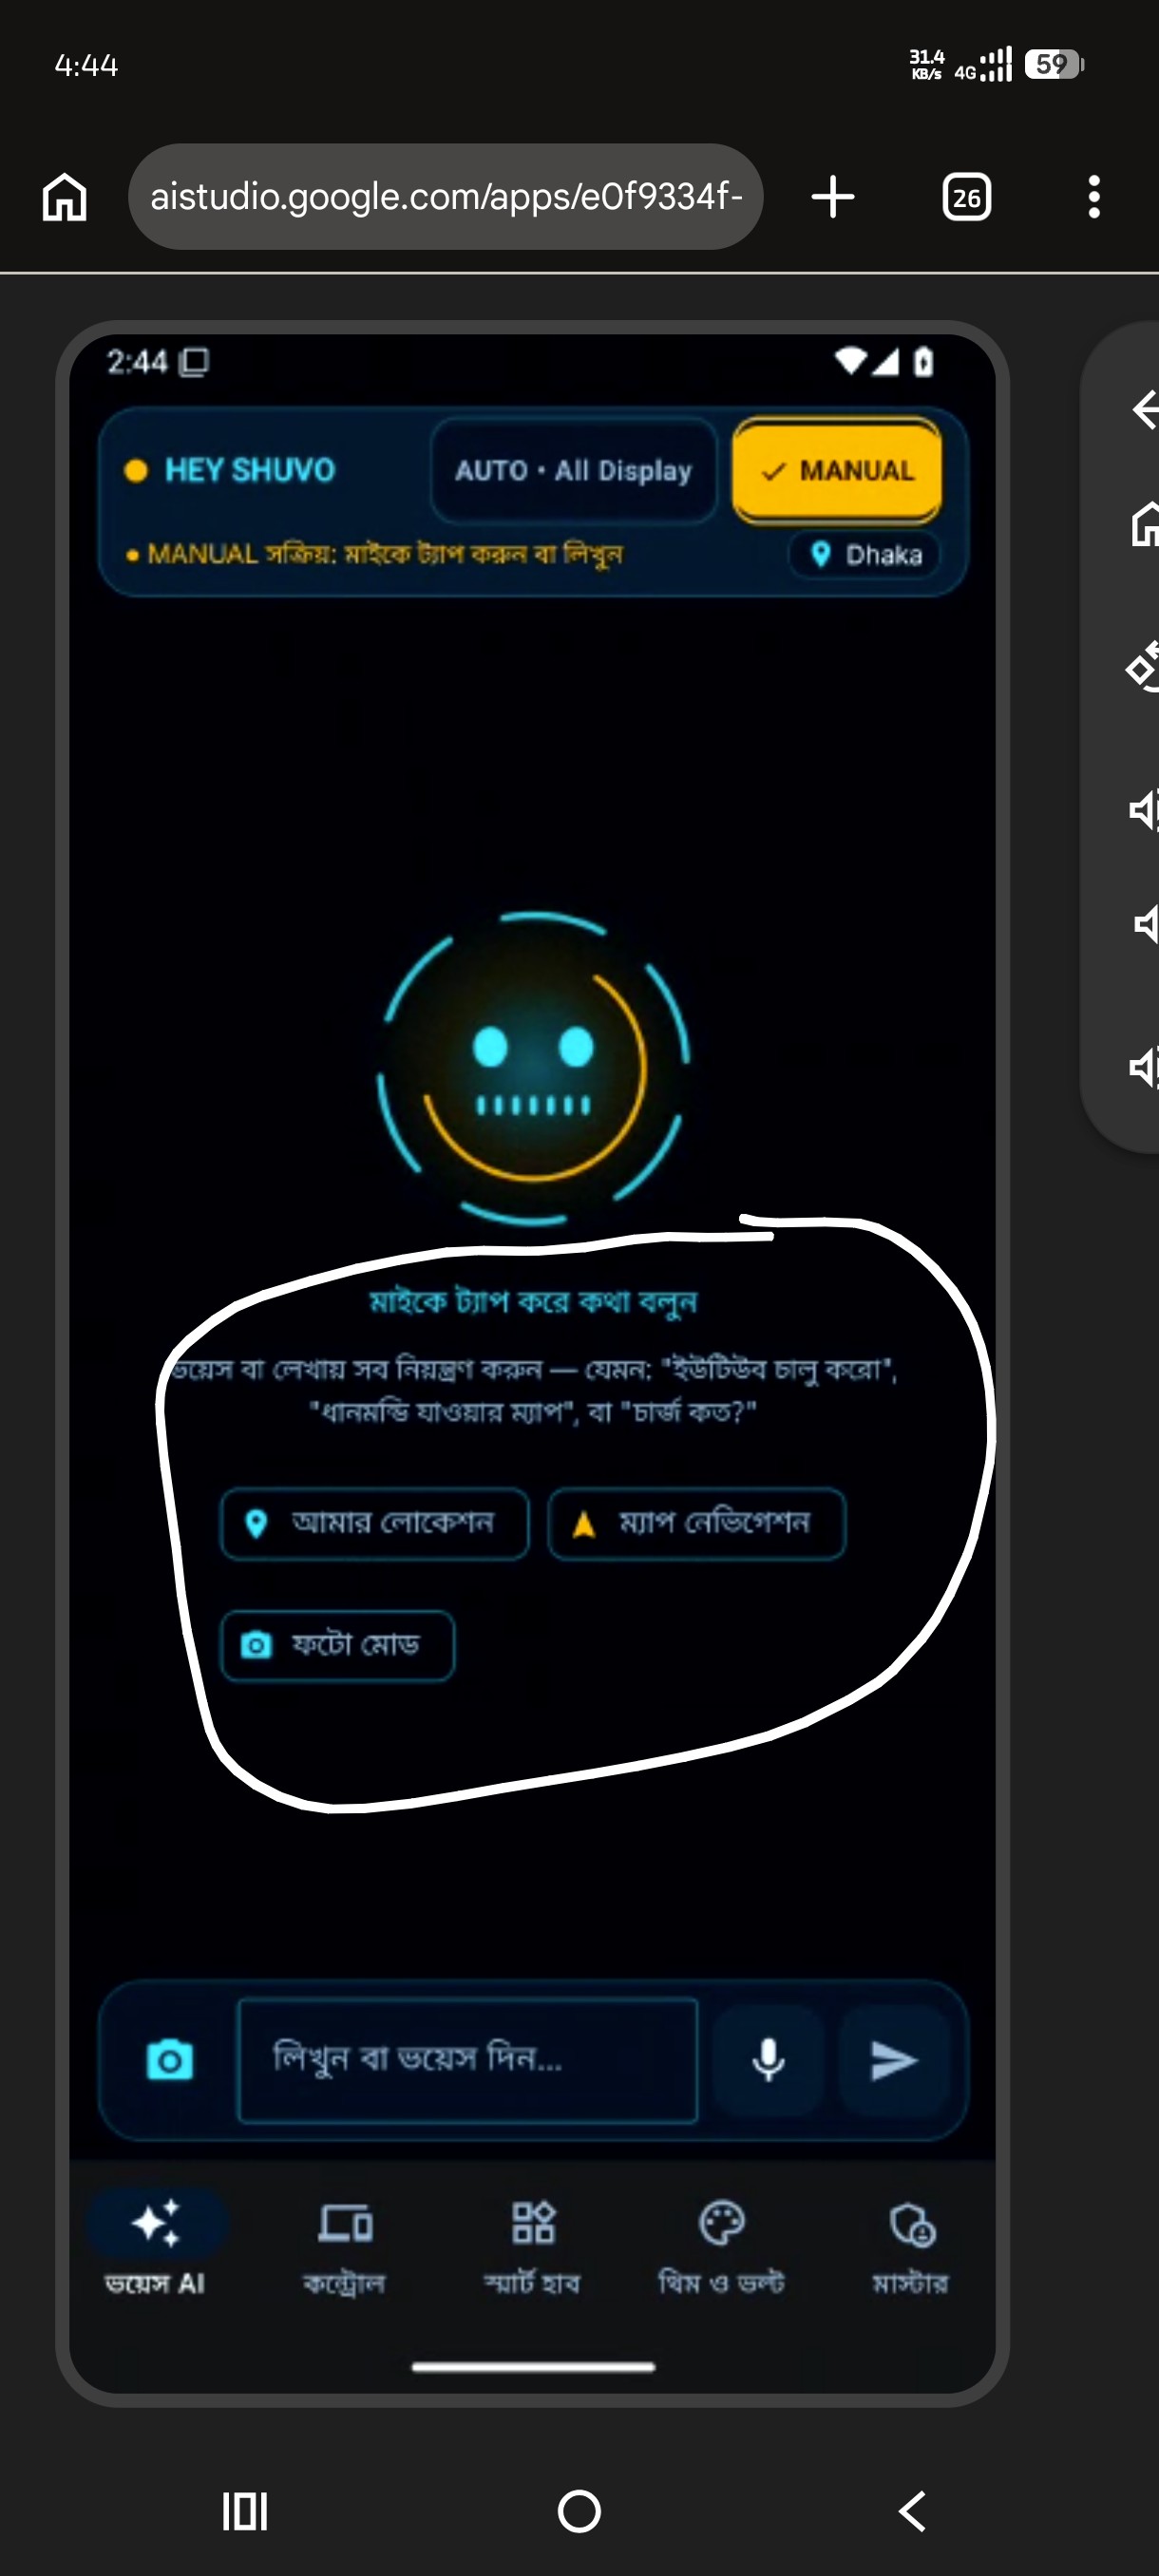 4:44
31.4 KB/s 4G 59
aistudio.google.com/apps/e0f9334f-
26
2:44
HEY SHUVO
AUTO • All Display
MANUAL
• MANUAL সক্রিয়: মাইকে ট্যাপ করুন বা লিখুন
Dhaka
মাইকে ট্যাপ করে কথা বলুন
ভয়েস বা লেখায় সব নিয়ন্ত্রণ করুন — যেমন: "ইউটিউব চালু করো",
"ধানমন্ডি যাওয়ার ম্যাপ", বা "চার্জ কত?"
আমার লোকেশন
ম্যাপ নেভিগেশন
ফটো মোড
লিখুন বা ভয়েস দিন...
ভয়েস AI
কন্ট্রোল
স্মার্ট হাব
থিম ও ভল্ট
মাস্টার